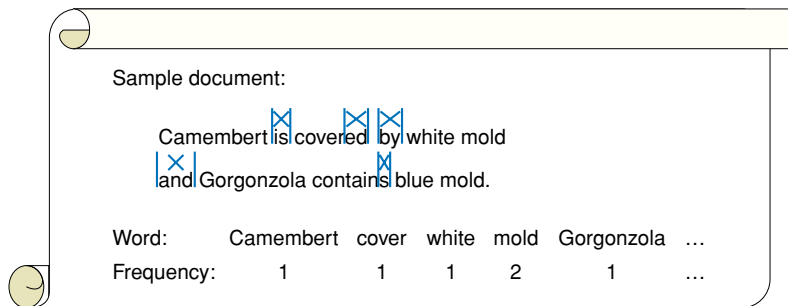 Sample document:
Camembert is covered by white mold
and Gorgonzola contains blue mold.
Word: Camembert cover white mold Gorgonzola …
Frequency: 1 1 1 2 1 …